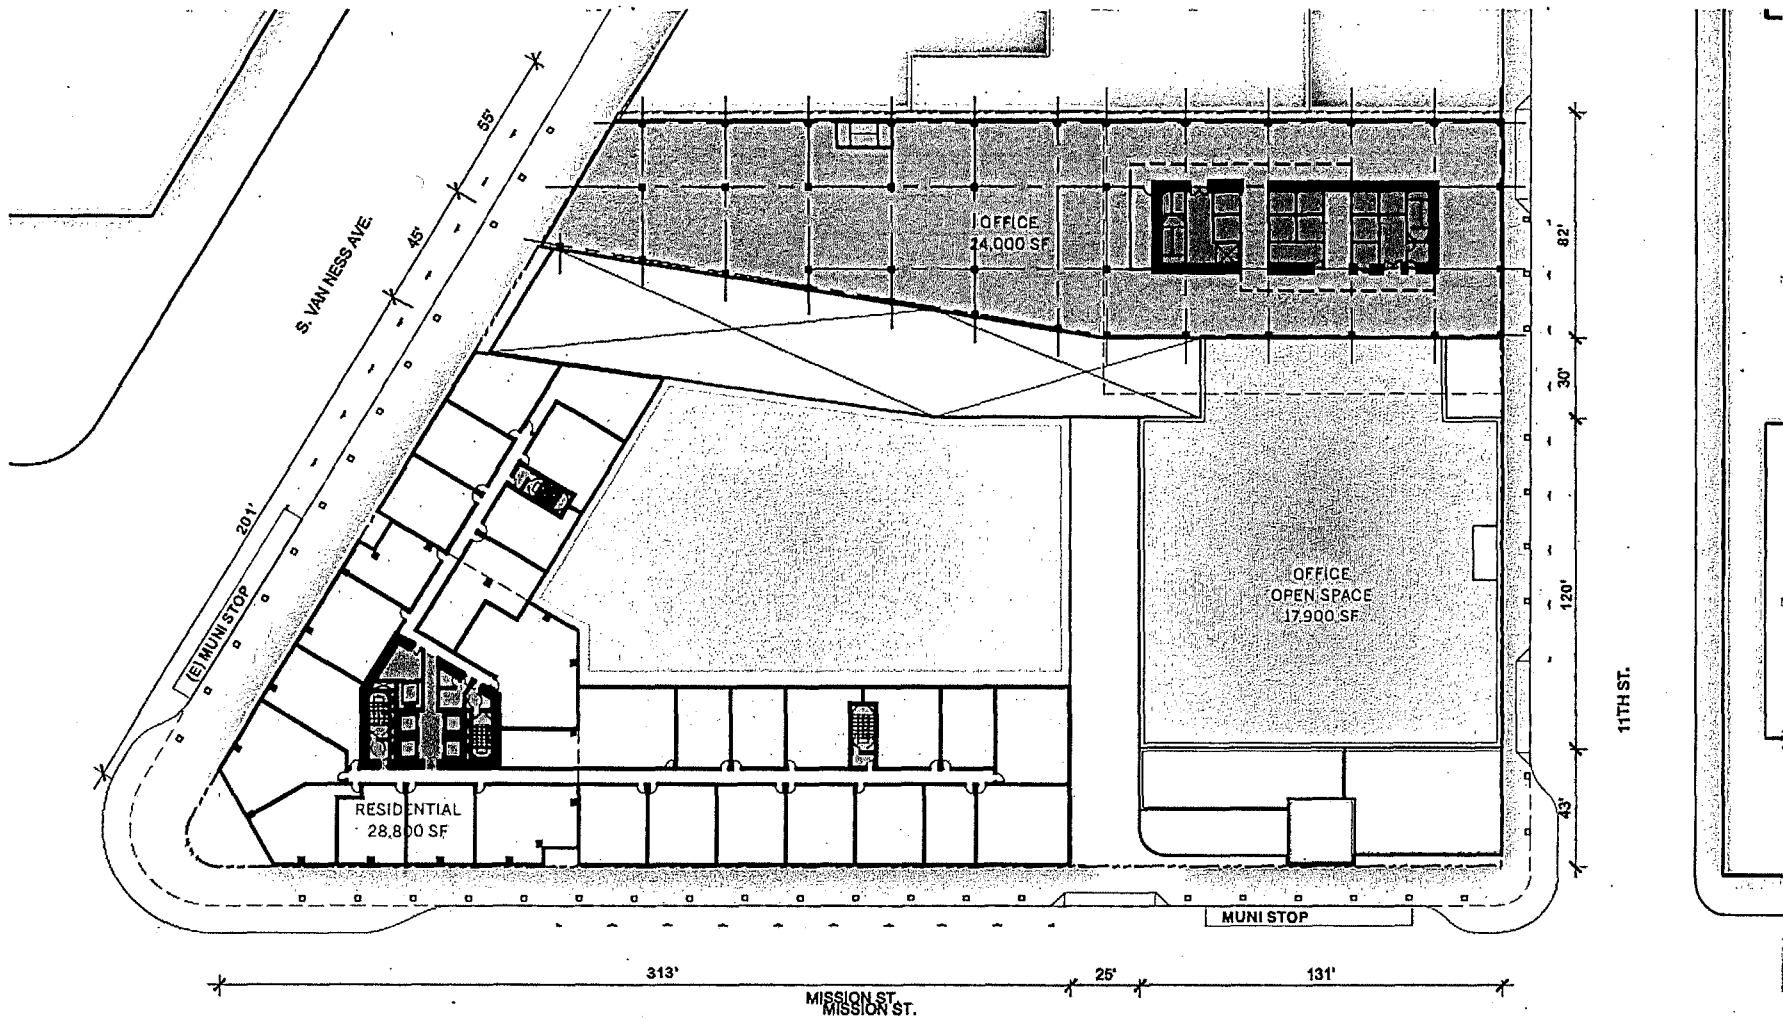 55'
45'
S. VAN NESS AVE.
OFFICE
24,000 SF
82'
30'
201'
(E) MUNI STOP
OFFICE
OPEN SPACE
17,900 SF
120'
11TH ST.
RESIDENTIAL
28,800 SF
43'
MUNI STOP
313'
25'
131'
MISSION ST.
MISSION ST.